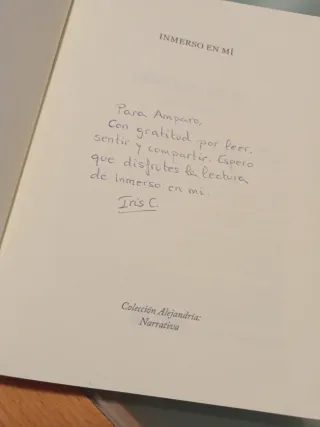 INMERSO EN MÍ
Para Amparo,
Con gratitud por leer,
sentir y compartir. Espero
que disfrutes la lectura
de Inmerso en mí.
Iris C.
Colección Alejandría:
Narrativa